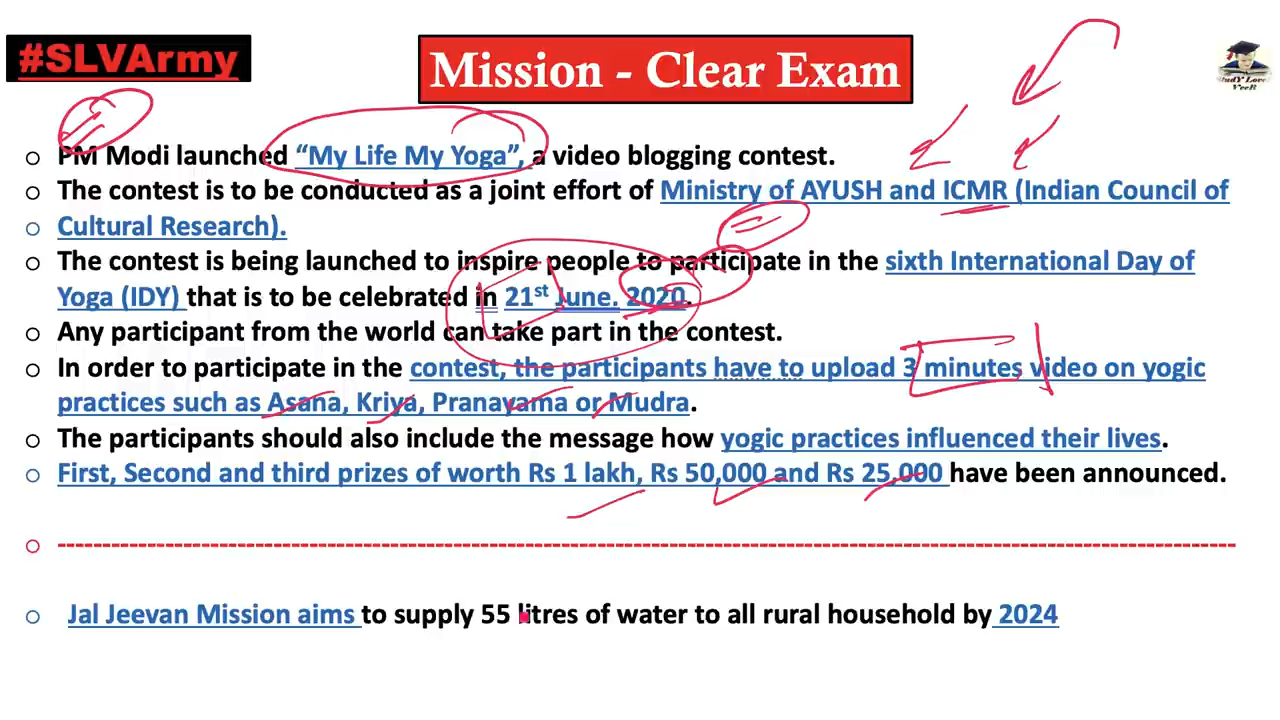 #SLVArmy
Mission - Clear Exam
StudY Lover
VeeR
PM Modi launched “My Life My Yoga”, a video blogging contest.
The contest is to be conducted as a joint effort of Ministry of AYUSH and ICMR (Indian Council of
Cultural Research).
The contest is being launched to inspire people to participate in the sixth International Day of
Yoga (IDY) that is to be celebrated in 21st June. 2020.
Any participant from the world can take part in the contest.
In order to participate in the contest, the participants have to upload 3 minutes video on yogic
practices such as Asana, Kriya, Pranayama or Mudra.
The participants should also include the message how yogic practices influenced their lives.
First, Second and third prizes of worth Rs 1 lakh, Rs 50,000 and Rs 25,000 have been announced.
Jal Jeevan Mission aims to supply 55 litres of water to all rural household by 2024